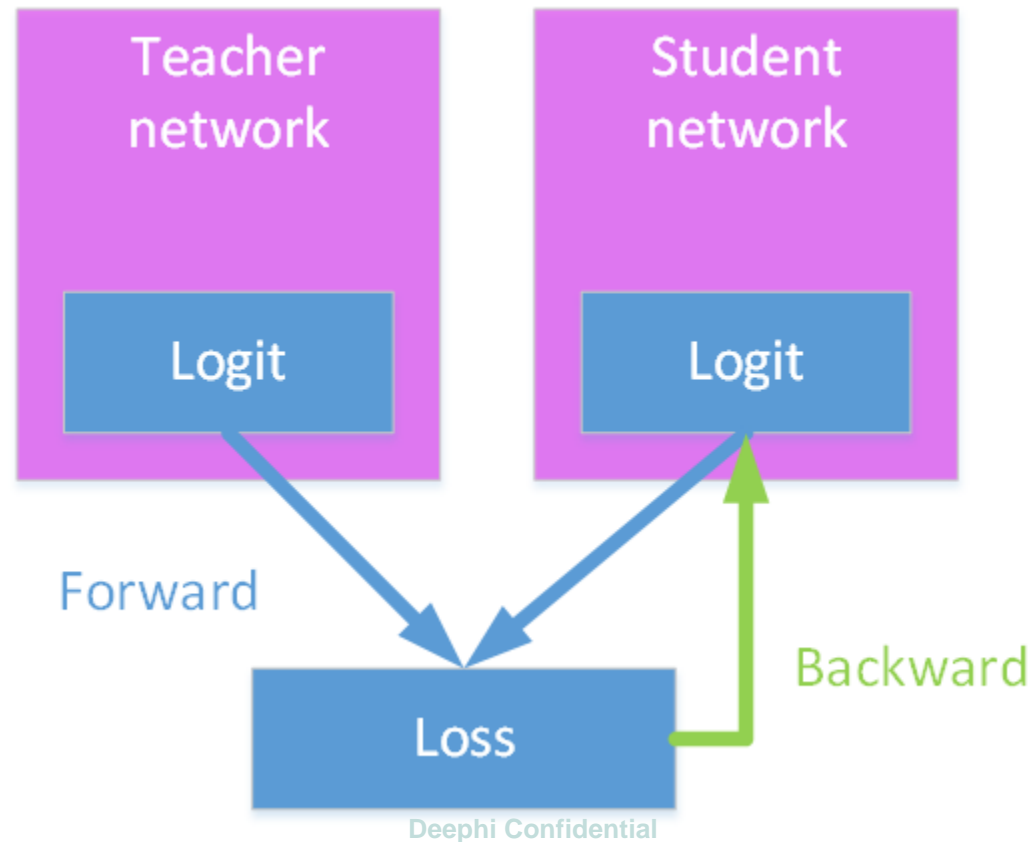 Teacher
network
Student
network
Logit
Logit
Forward
Backward
Loss
Deephi Confidential